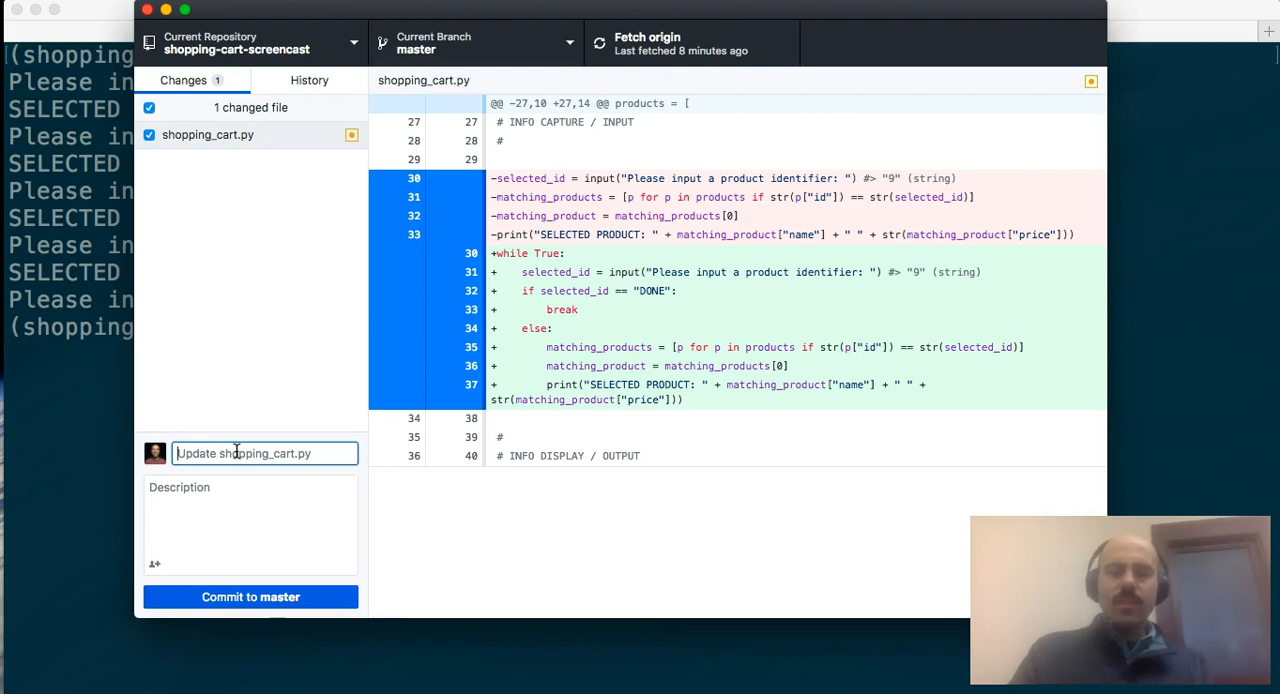 (shopping
Please in
SELECTED
Please in
SELECTED
Please in
SELECTED
Please in
SELECTED
Please in
(shopping
Current Repository
shopping-cart-screencast
Current Branch
master
Fetch origin
Last fetched 8 minutes ago
Changes 1
History
1 changed file
shopping_cart.py
shopping_cart.py
@@ -27,10 +27,14 @@ products = [
27 27 # INFO CAPTURE / INPUT
28 28 #
29 29
30 -selected_id = input("Please input a product identifier: ") #> "9" (string)
31 -matching_products = [p for p in products if str(p["id"]) == str(selected_id)]
32 -matching_product = matching_products[0]
33 -print("SELECTED PRODUCT: " + matching_product["name"] + " " + str(matching_product["price"]))
30 +while True:
31 + selected_id = input("Please input a product identifier: ") #> "9" (string)
32 + if selected_id == "DONE":
33 + break
34 + else:
35 + matching_products = [p for p in products if str(p["id"]) == str(selected_id)]
36 + matching_product = matching_products[0]
37 + print("SELECTED PRODUCT: " + matching_product["name"] + " " +
str(matching_product["price"]))
34 38
35 39 #
36 40 # INFO DISPLAY / OUTPUT
Update shopping_cart.py
Description
Commit to master